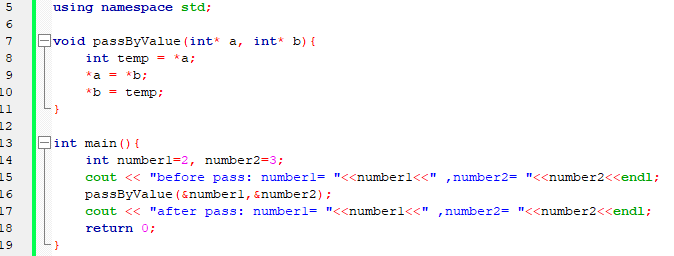 5 using namespace std;
6
7 void passByValue(int* a, int* b){
8 int temp = *a;
9 *a = *b;
10 *b = temp;
11 }
12
13 int main(){
14 int number1=2, number2=3;
15 cout << "before pass: number1= "<<number1<<" ,number2= "<<number2<<endl;
16 passByValue(&number1,&number2);
17 cout << "after pass: number1= "<<number1<<" ,number2= "<<number2<<endl;
18 return 0;
19 }